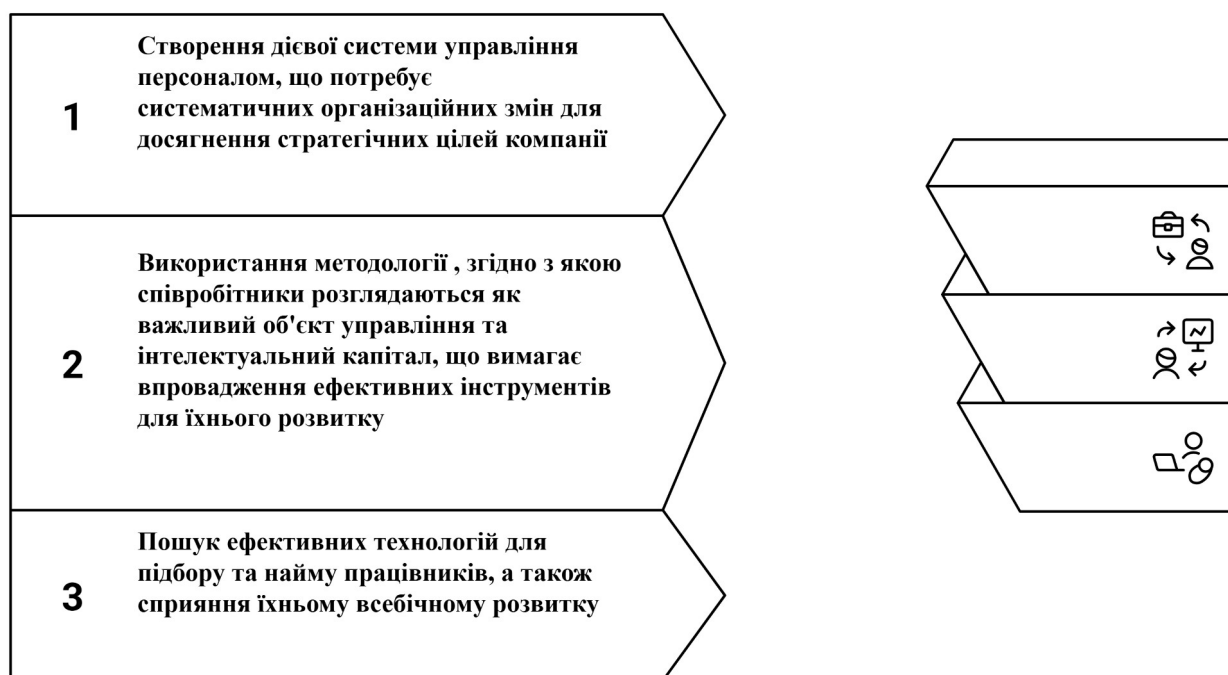 1
Створення дієвої системи управління
персоналом, що потребує
систематичних організаційних змін для
досягнення стратегічних цілей компанії
2
Використання методології , згідно з якою
співробітники розглядаються як
важливий об'єкт управління та
інтелектуальний капітал, що вимагає
впровадження ефективних інструментів
для їхнього розвитку
3
Пошук ефективних технологій для
підбору та найму працівників, а також
сприяння їхньому всебічному розвитку